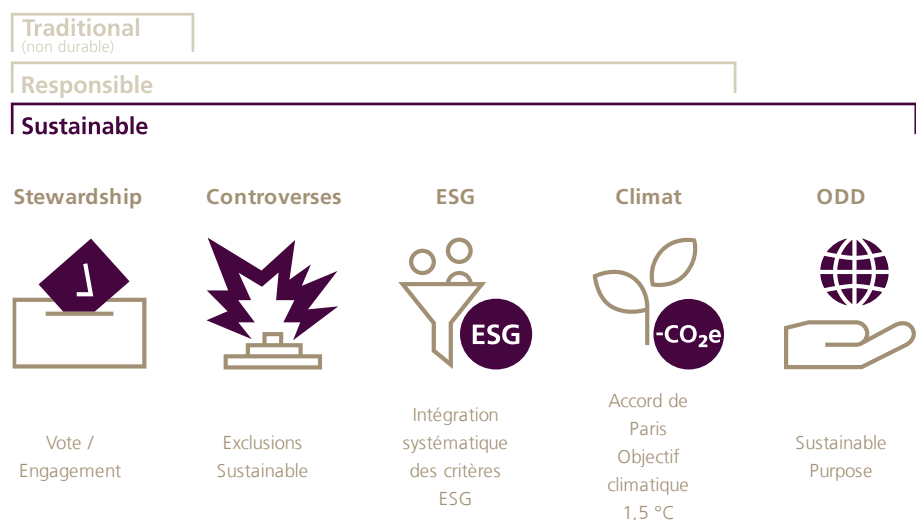 Traditional
(non durable)
Responsible
Sustainable
Stewardship
Controverses
ESG
Climat
ODD
ESG
-CO₂e
Vote /
Engagement
Exclusions
Sustainable
Intégration
systématique
des critères
ESG
Accord de
Paris
Objectif
climatique
1,5 °C
Sustainable
Purpose